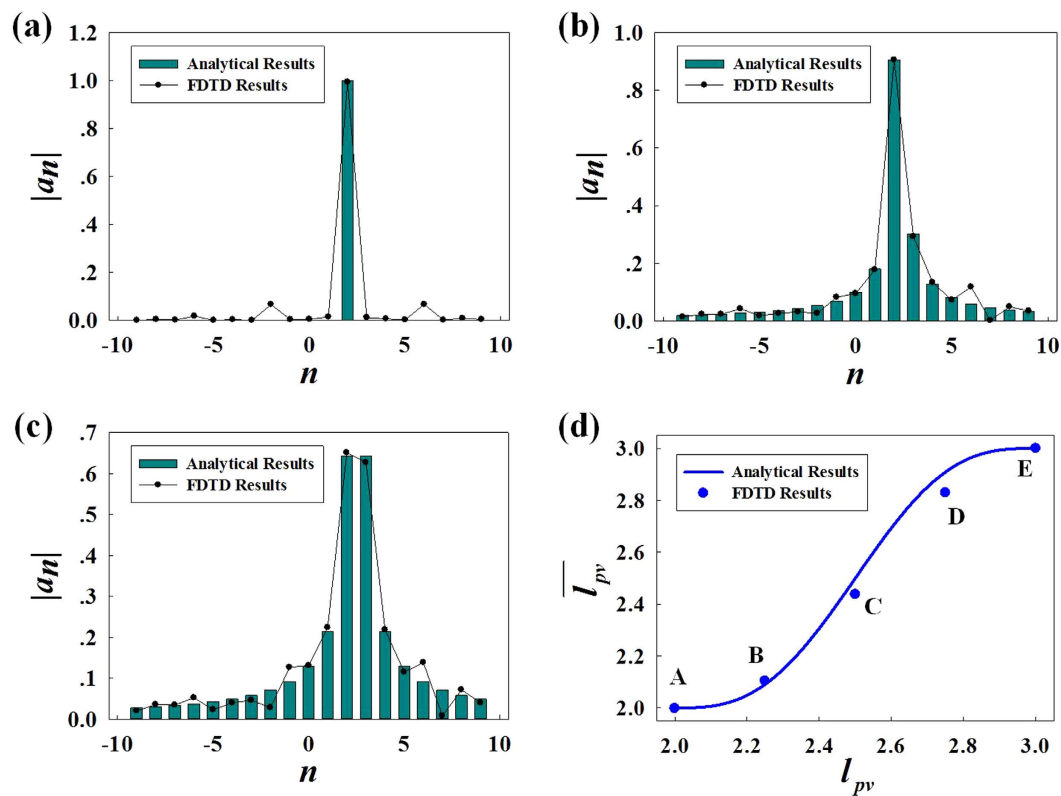 (a)
1.2
1.0
.8
.6
.4
.2
0.0
|an|
Analytical Results
FDTD Results
-10 -5 0 5 10
n
(b)
1.0
.8
.6
.4
.2
0.0
|an|
Analytical Results
FDTD Results
-10 -5 0 5 10
n
(c)
.7
.6
.5
.4
.3
.2
.1
0.0
|an|
Analytical Results
FDTD Results
-10 -5 0 5 10
n
(d)
3.0
2.8
2.6
2.4
2.2
2.0
l̅pv
Analytical Results
FDTD Results
A
B
C
D
E
2.0 2.2 2.4 2.6 2.8 3.0
lpv